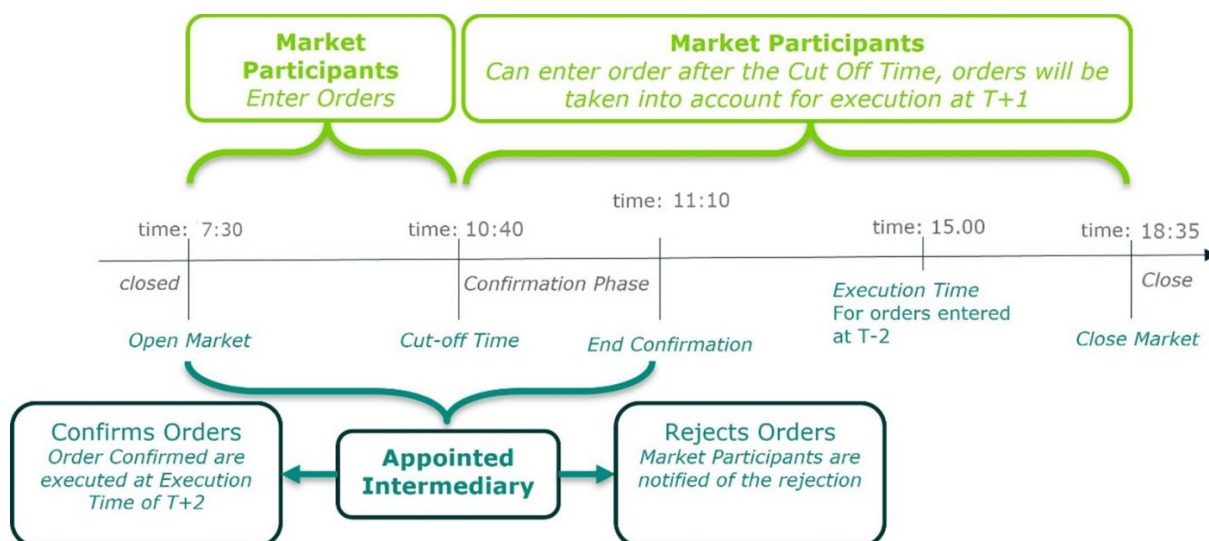 Market
Participants
Enter Orders
Market Participants
Can enter order after the Cut Off Time, orders will be
taken into account for execution at T+1
time: 7:30
time: 10:40
time: 11:10
time: 15.00
time: 18:35
closed
Confirmation Phase
Close
Open Market
Cut-off Time
End Confirmation
Execution Time
For orders entered
at T-2
Close Market
Confirms Orders
Order Confirmed are
executed at Execution
Time of T+2
Appointed
Intermediary
Rejects Orders
Market Participants are
notified of the rejection